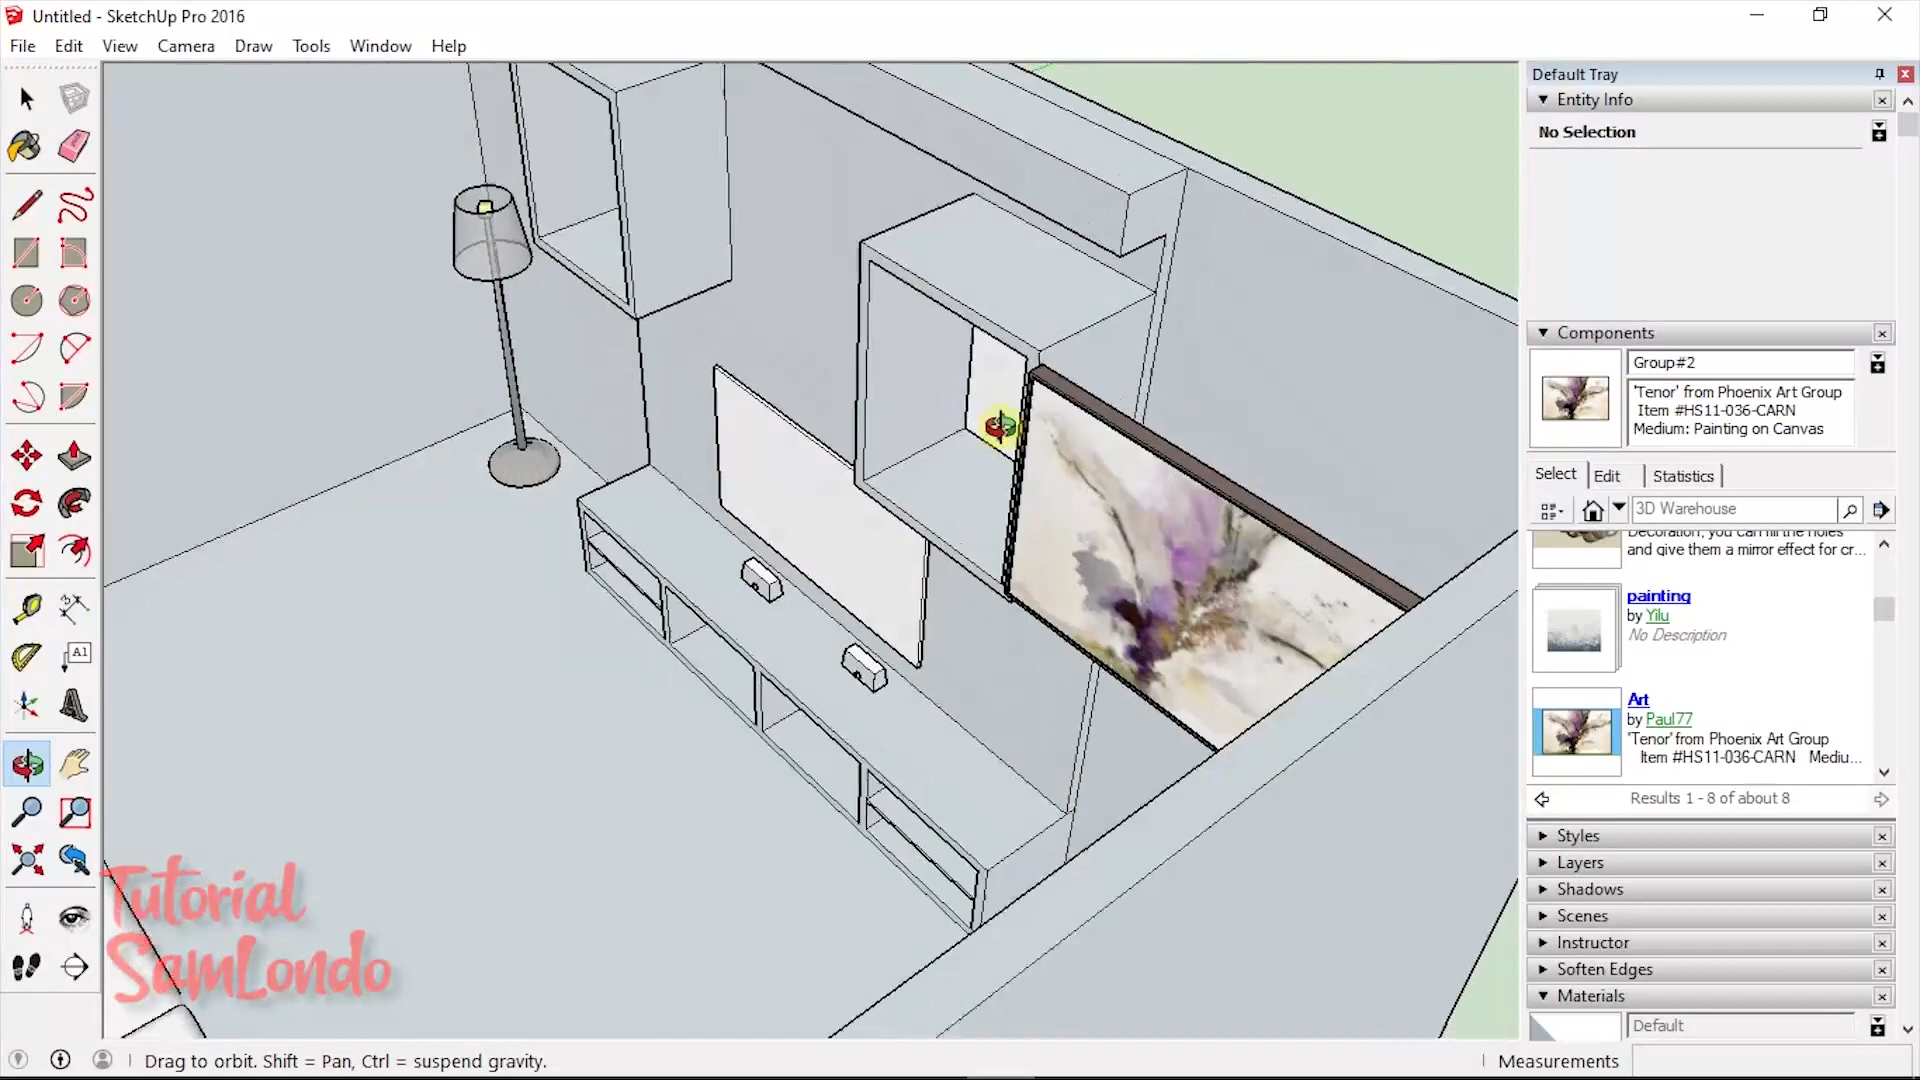 Untitled - SketchUp Pro 2016
File Edit View Camera Draw Tools Window Help
Default Tray
Entity Info
No Selection
Components
Group#2
'Tenor' from Phoenix Art Group
Item #HS11-036-CARN
Medium: Painting on Canvas
Select Edit Statistics
3D Warehouse
and give them a mirror effect for cr...
painting
by Yilu
No Description
Art
by Paul77
'Tenor' from Phoenix Art Group
Item #HS11-036-CARN Mediu...
Results 1 - 8 of about 8
Styles
Layers
Shadows
Scenes
Instructor
Soften Edges
Materials
Default
A1
Tutorial
SamLondo
Drag to orbit. Shift = Pan, Ctrl = suspend gravity.
Measurements